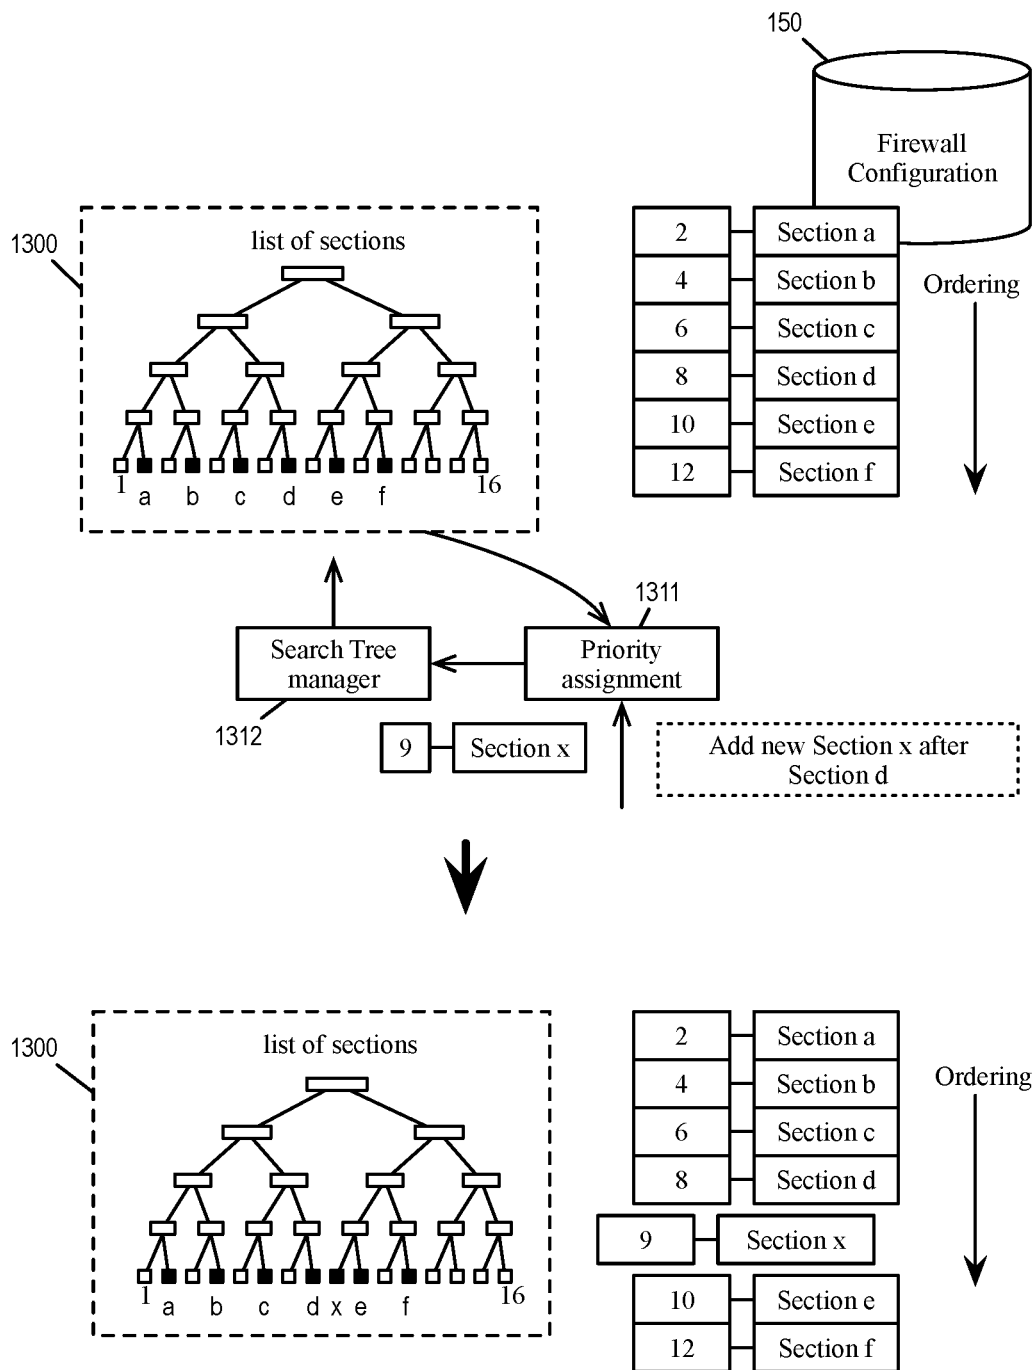 150
Firewall
Configuration
1300
list of sections
1
a
b
c
d
e
f
16
2
Section a
4
Section b
6
Section c
8
Section d
10
Section e
12
Section f
Ordering
1311
Search Tree
manager
Priority
assignment
1312
9
Section x
Add new Section x after
Section d
1300
list of sections
1
a
b
c
d
x
e
f
16
2
Section a
4
Section b
6
Section c
8
Section d
9
Section x
10
Section e
12
Section f
Ordering